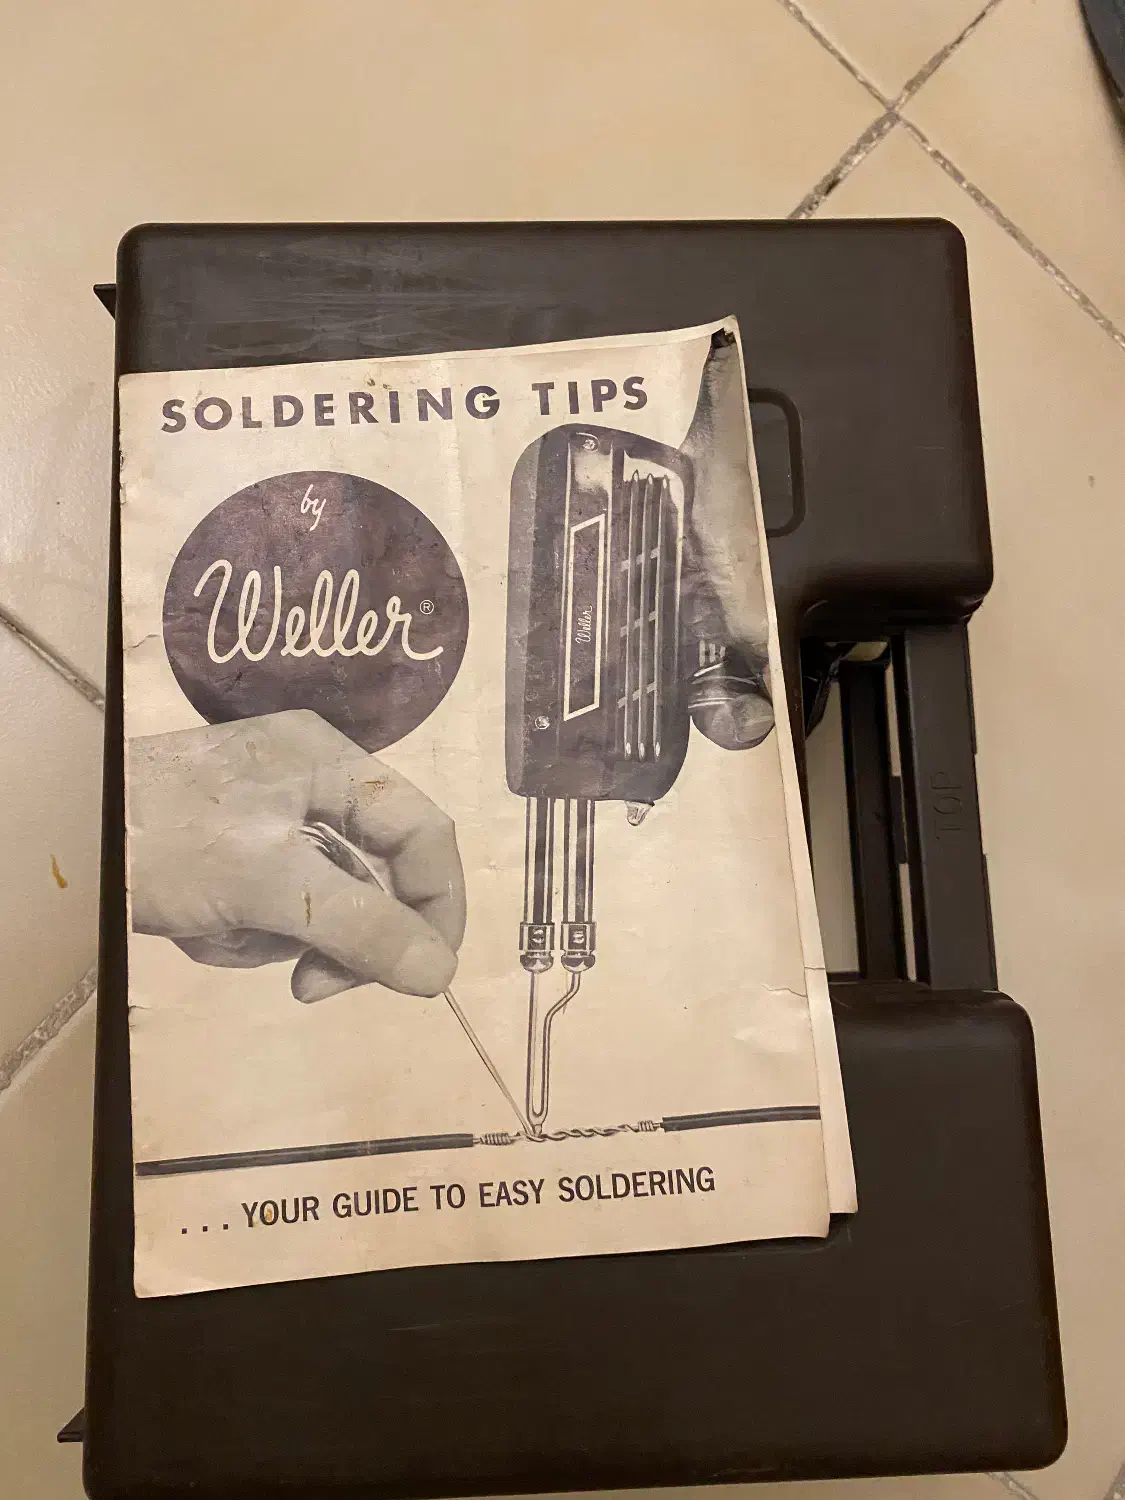 SOLDERING TIPS
by
Weller®
Weller
... YOUR GUIDE TO EASY SOLDERING
TOP